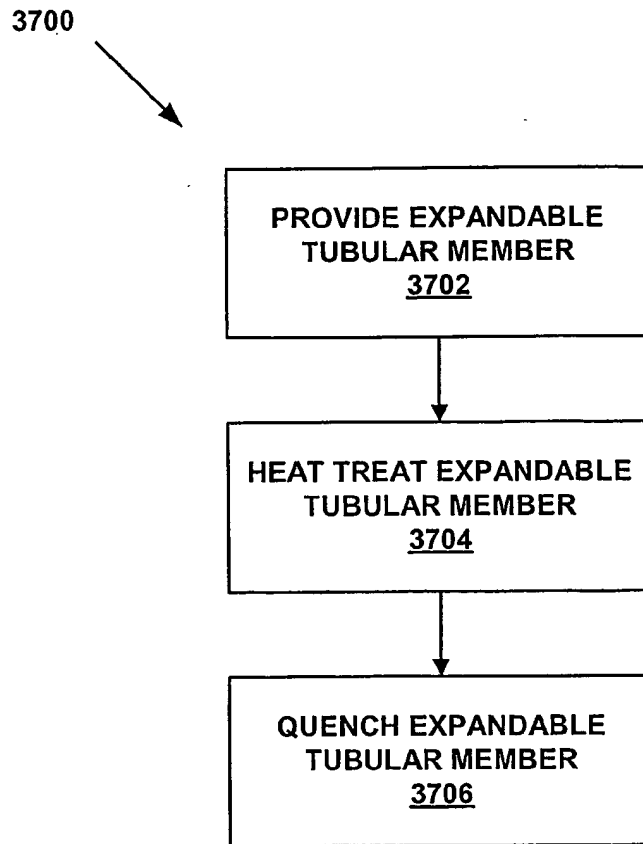 3700
PROVIDE EXPANDABLE
TUBULAR MEMBER
3702
HEAT TREAT EXPANDABLE
TUBULAR MEMBER
3704
QUENCH EXPANDABLE
TUBULAR MEMBER
3706